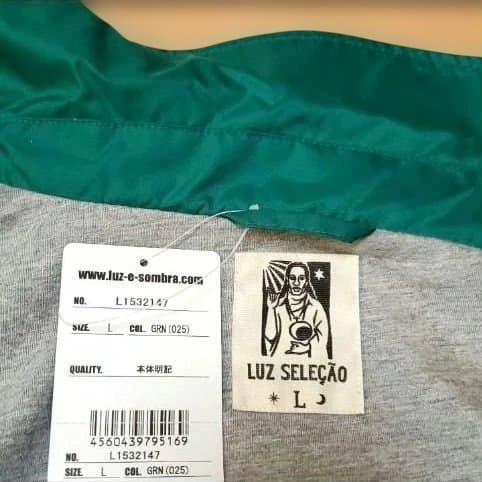 www.luz-e-sombra.com
NO. L1532147
SIZE. L COL. GRN(025)
QUALITY. 本体明記
4560439795169
NO. L1532147
SIZE. L COL. GRN(025)
LUZ SELEÇÃO
L